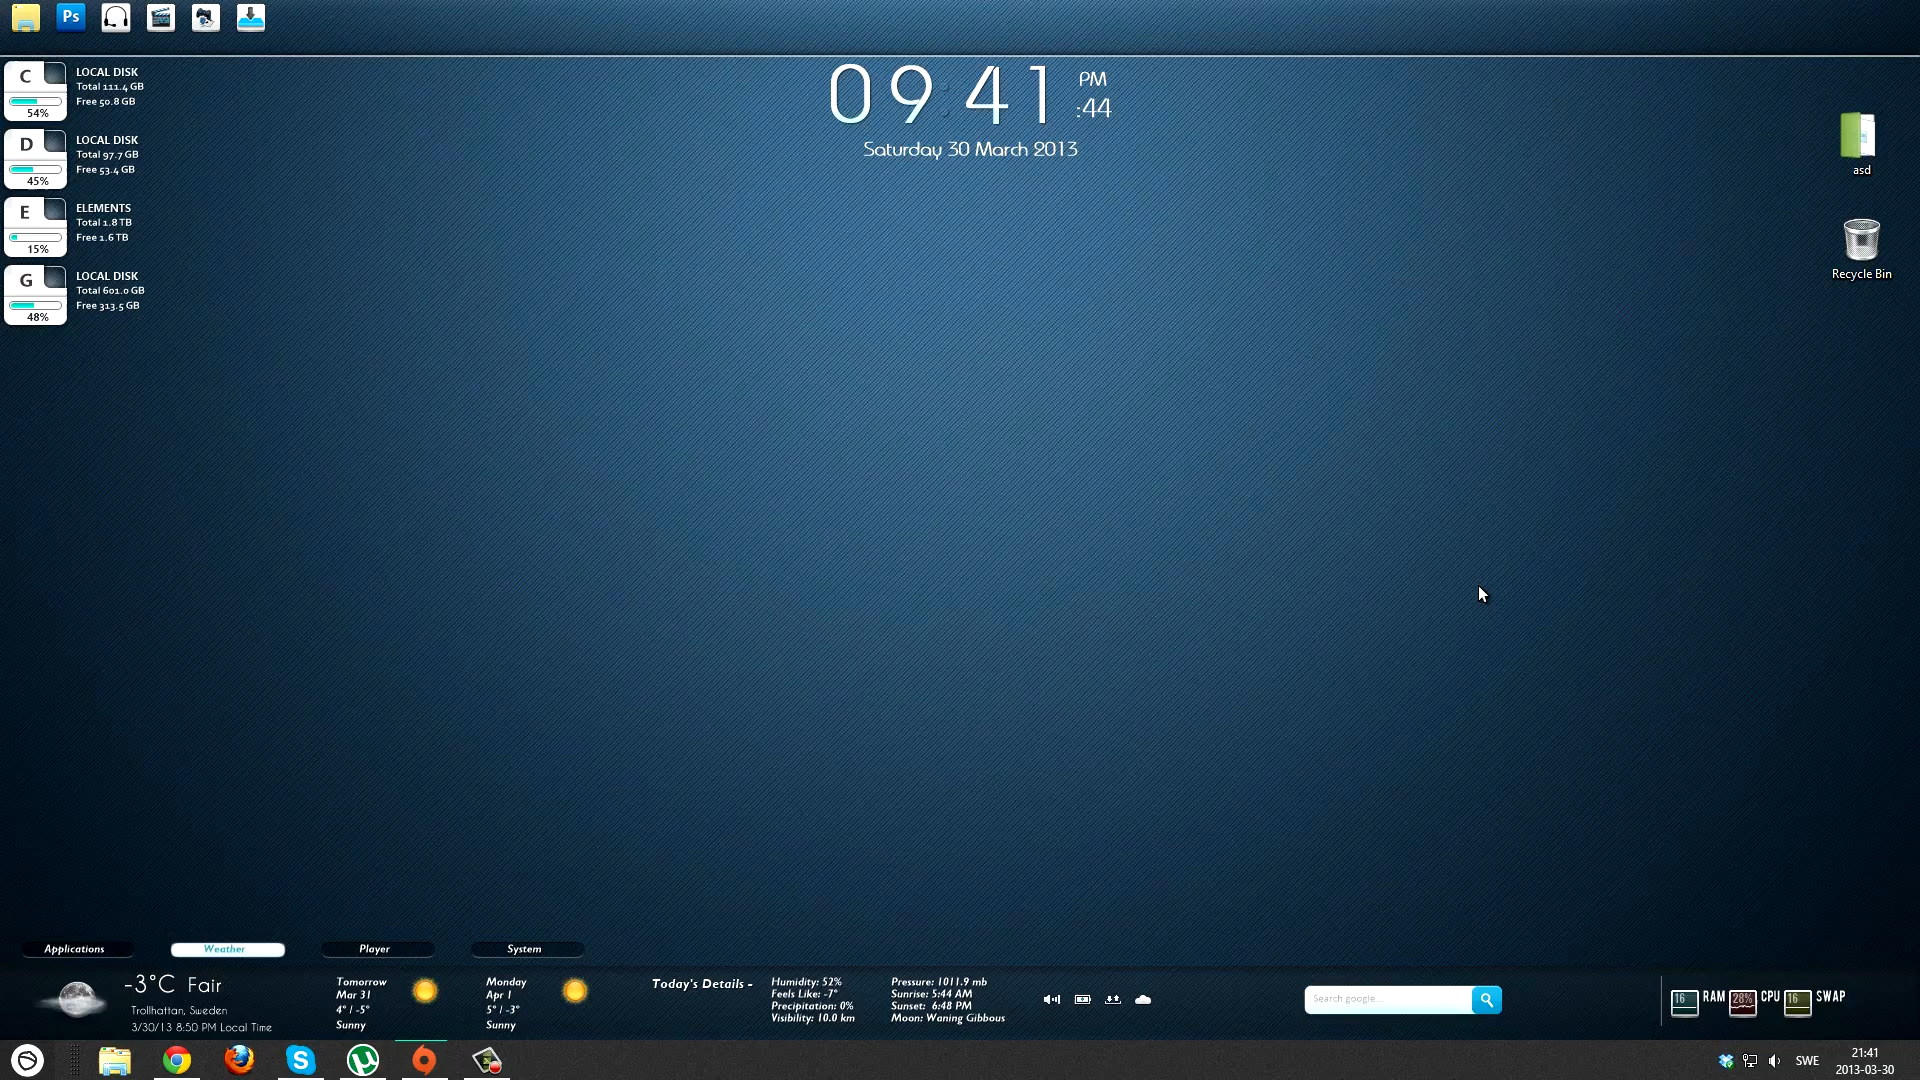 Ps
09:41 PM
:44
Saturday 30 March 2013
C LOCAL DISK
Total 111.4 GB
Free 50.8 GB
54%
D LOCAL DISK
Total 97.7 GB
Free 53.4 GB
45%
E ELEMENTS
Total 1.8 TB
Free 1.6 TB
15%
G LOCAL DISK
Total 601.0 GB
Free 313.5 GB
48%
asd
Recycle Bin
Applications Weather Player System
-3°C Fair
Trollhattan, Sweden
3/30/13 8:50 PM Local Time
Tomorrow
Mar 31
4° / -5°
Sunny
Monday
Apr 1
5° / -3°
Sunny
Today's Details -
Humidity: 52%
Feels Like: -7°
Precipitation: 0%
Visibility: 10.0 km
Pressure: 1011.9 mb
Sunrise: 5:44 AM
Sunset: 6:48 PM
Moon: Waning Gibbous
Search google...
16 RAM 28% CPU 16 SWAP
SWE
21:41
2013-03-30